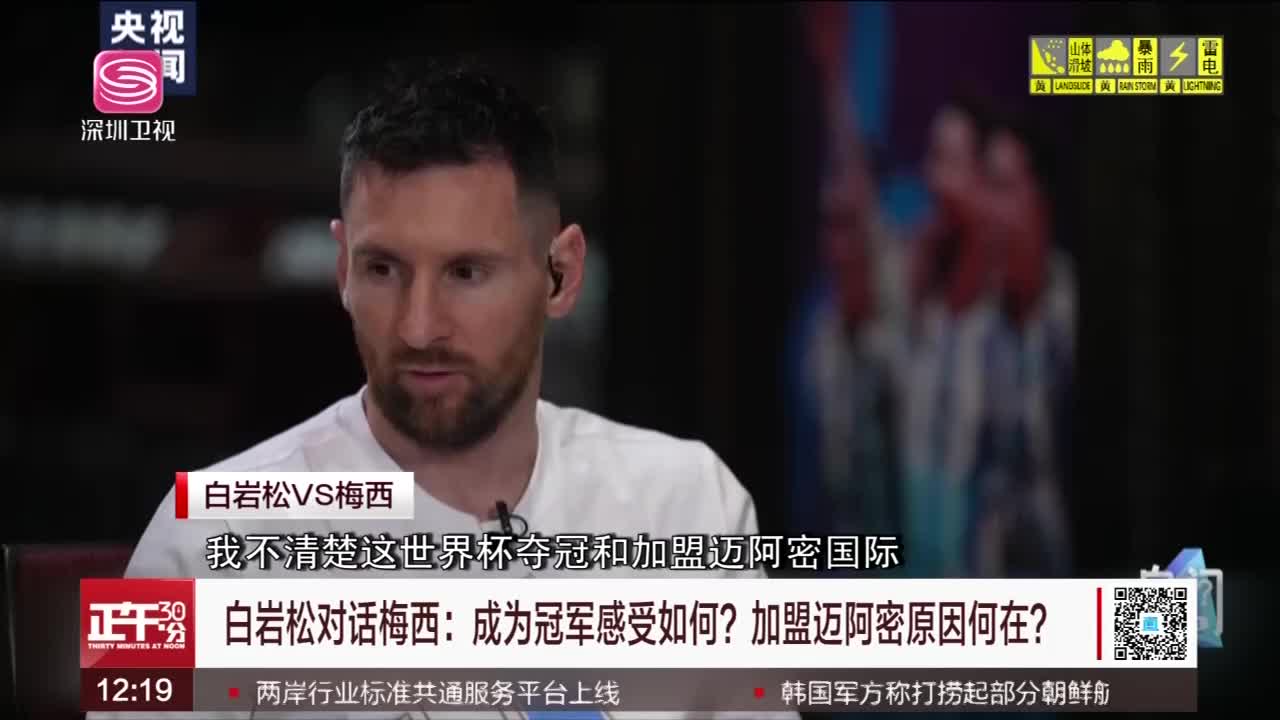 央视
闻
深圳卫视
山体
滑坡
黄 LANDSLIDE
暴
雨
黄 RAIN STORM
雷
电
黄 LIGHTNING
白岩松VS梅西
我不清楚这世界杯夺冠和加盟迈阿密国际
正午30分
THIRTY MINUTES AT NOON
白岩松对话梅西：成为冠军感受如何？加盟迈阿密原因何在？
12:19
两岸行业标准共通服务平台上线
韩国军方称打捞起部分朝鲜